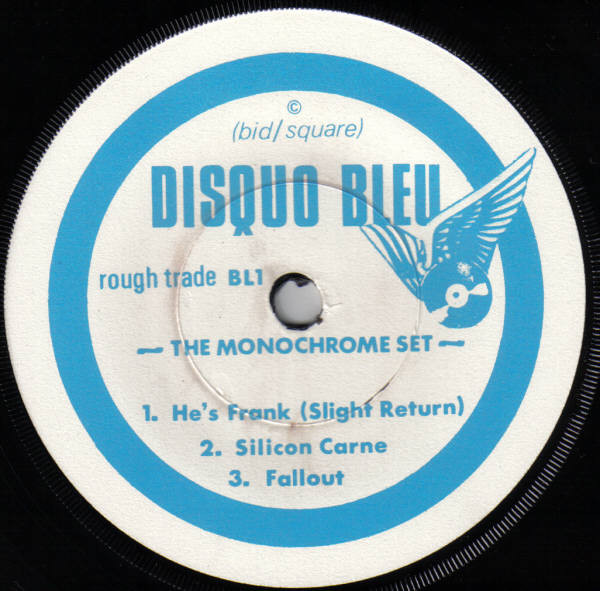 ©
(bid/square)
DISQUO BLEU
rough trade BL1
~ THE MONOCHROME SET ~
1. He's Frank (Slight Return)
2. Silicon Carne
3. Fallout